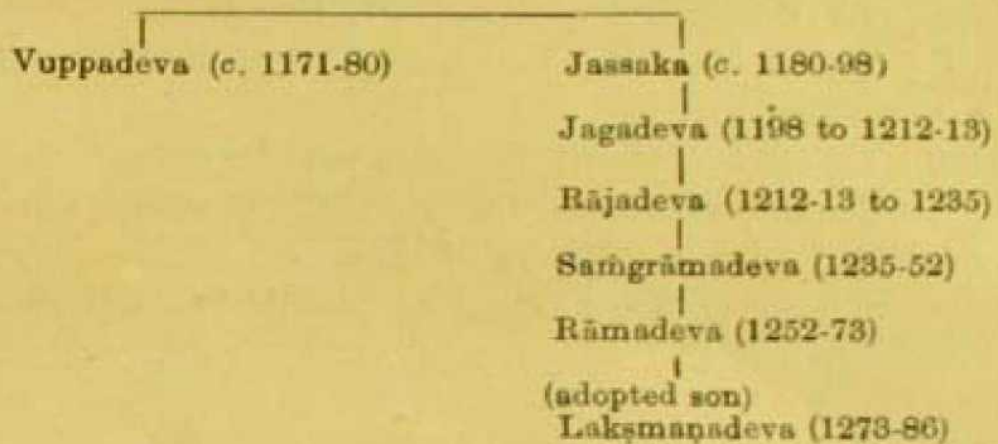 Vuppadeva (c. 1171-80) Jassaka (c. 1180-98)
Jagadeva (1198 to 1212-13)
Rājadeva (1212-13 to 1235)
Saṁgrāmadeva (1235-52)
Rāmadeva (1252-73)
(adopted son)
Lakṣmaṇadeva (1273-86)